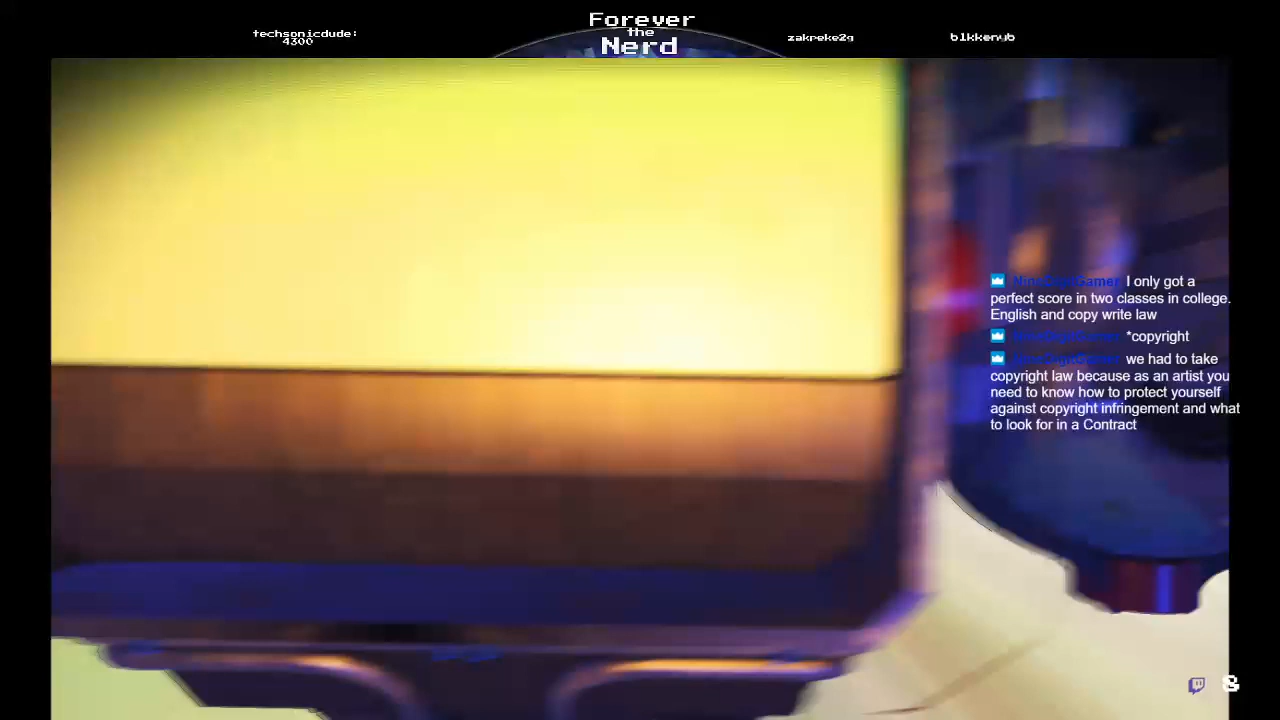 Forever
the
Nerd
techsonicdude:
4300
zakpeke2g
blkkenyb
I only got a
perfect score in two classes in college.
English and copy write law
*copyright
we had to take
copyright law because as an artist you
need to know how to protect yourself
against copyright infringement and what
to look for in a Contract
&